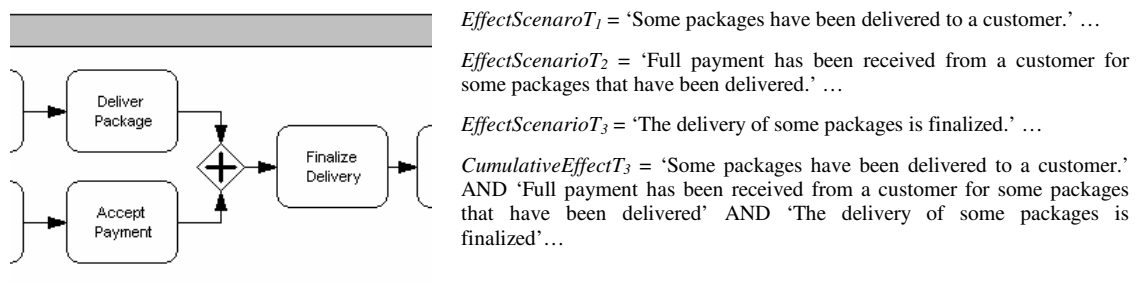 Deliver
Package
Accept
Payment
Finalize
Delivery
EffectScenaroT1 = ‘Some packages have been delivered to a customer.’ …
EffectScenarioT2 = ‘Full payment has been received from a customer for
some packages that have been delivered.’ …
EffectScenarioT3 = ‘The delivery of some packages is finalized.’ …
CumulativeEffectT3 = ‘Some packages have been delivered to a customer.’
AND ‘Full payment has been received from a customer for some packages
that have been delivered’ AND ‘The delivery of some packages is
finalized’…